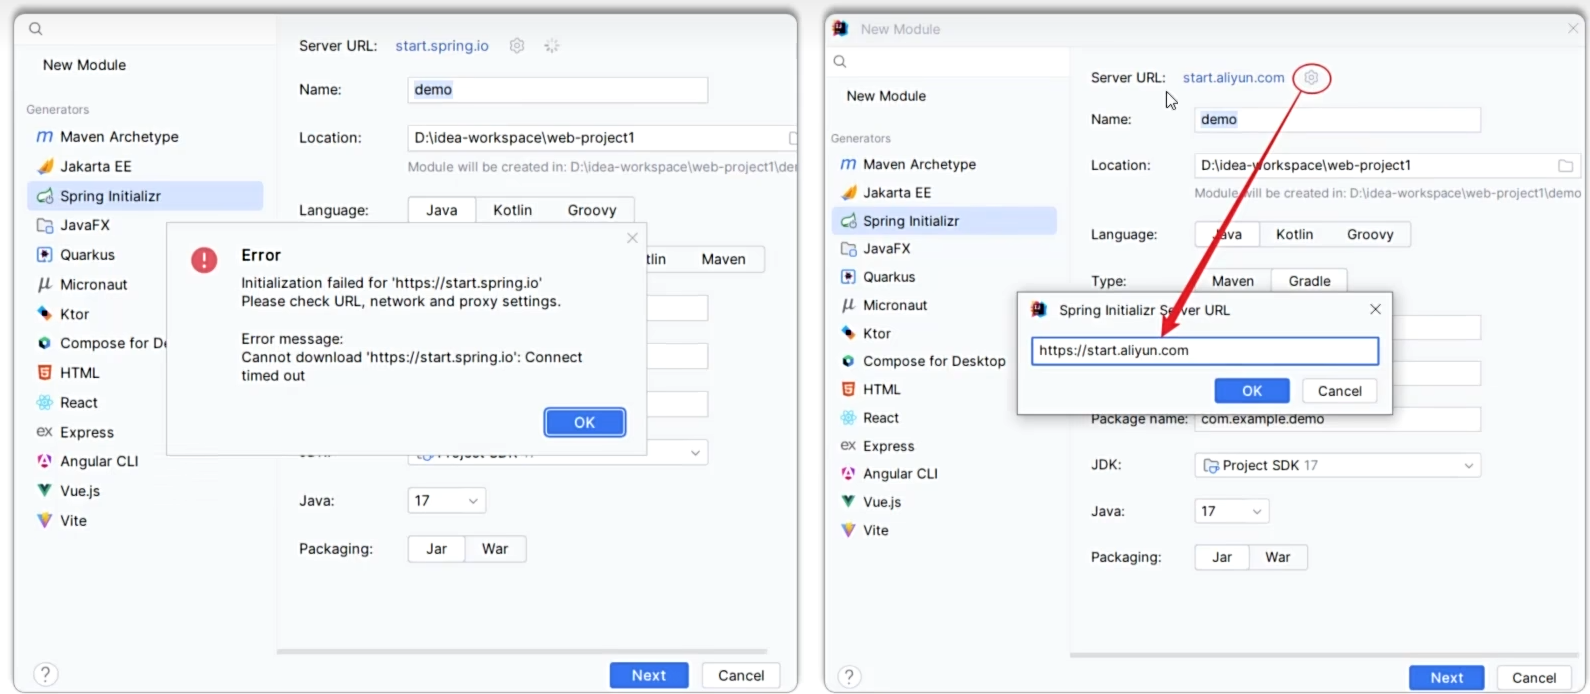 New Module
Generators
Maven Archetype
Jakarta EE
Spring Initializr
JavaFX
Quarkus
Micronaut
Ktor
Compose for De
HTML
React
ex Express
Angular CLI
Vue.js
Vite
?
Server URL: start.spring.io
Name: demo
Location: D:\idea-workspace\web-project1
Module will be created in: D:\idea-workspace\web-project1\der
Language: Java Kotlin Groovy
tlin Maven
Error
Initialization failed for 'https://start.spring.io'
Please check URL, network and proxy settings.
Error message:
Cannot download 'https://start.spring.io': Connect
timed out
OK
Java: 17
Packaging: Jar War
Next Cancel
New Module
New Module
Generators
Maven Archetype
Jakarta EE
Spring Initializr
JavaFX
Quarkus
Micronaut
Ktor
Compose for Desktop
HTML
React
ex Express
Angular CLI
Vue.js
Vite
?
Server URL: start.aliyun.com
Name: demo
Location: D:\idea-workspace\web-project1
Module will be created in: D:\idea-workspace\web-project1\demo
Language: Java Kotlin Groovy
Type: Maven Gradle
Spring Initializr Server URL
https://start.aliyun.com
OK Cancel
Package name: com.example.demo
JDK: Project SDK 17
Java: 17
Packaging: Jar War
Next Cancel